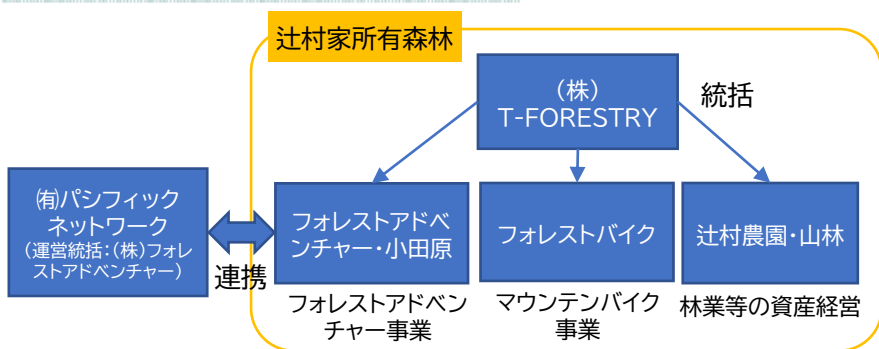 辻村家所有森林
（株）
T-FORESTRY
統括
㈲パシフィック
ネットワーク
（運営統括：（株）フォレ
ストアドベンチャー）
連携
フォレストアドベ
ンチャー・小田原
フォレストバイク
辻村農園・山林
フォレストアドベン
チャー事業
マウンテンバイク
事業
林業等の資産経営